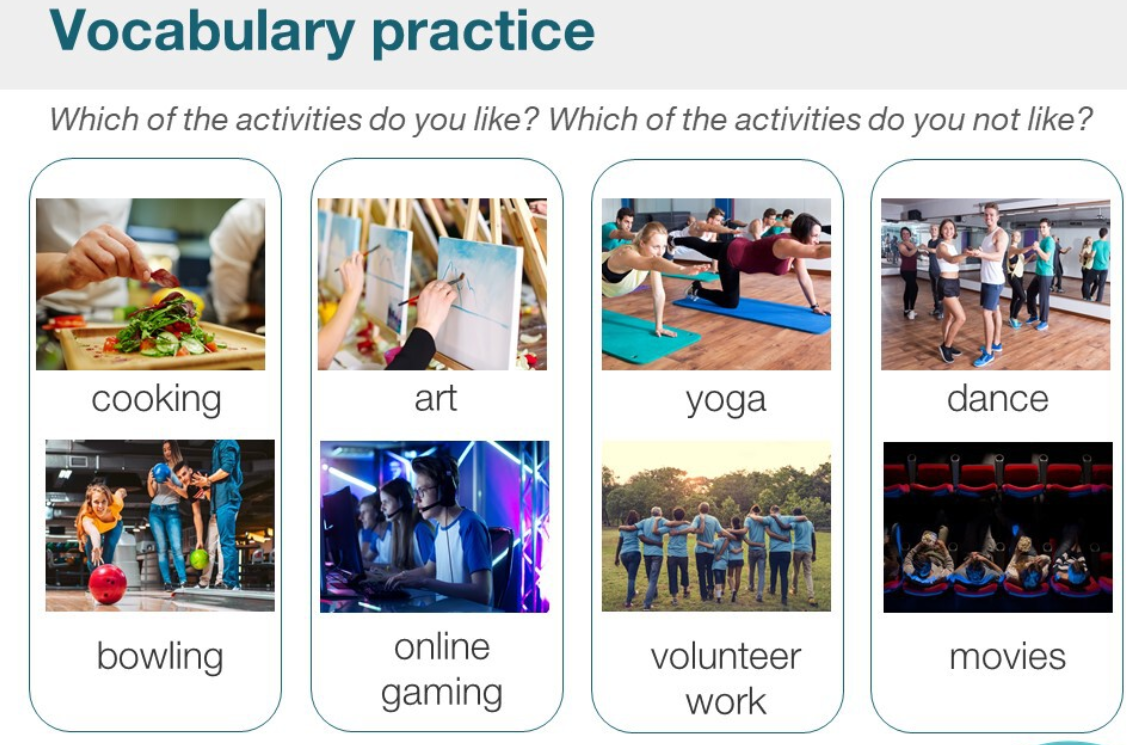 Vocabulary practice
Which of the activities do you like? Which of the activities do you not like?
cooking
art
yoga
dance
bowling
online
gaming
volunteer
work
movies